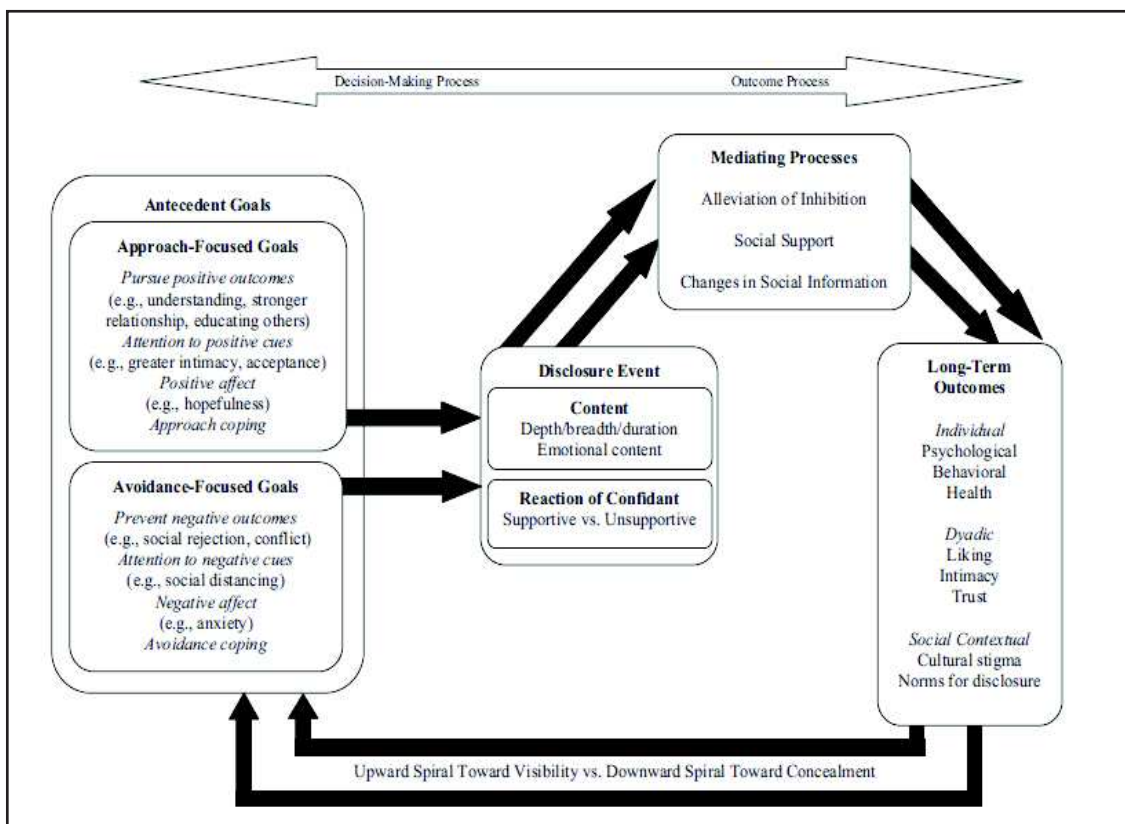 Decision-Making Process
Outcome Process
Antecedent Goals
Approach-Focused Goals
Pursue positive outcomes
(e.g., understanding, stronger
relationship, educating others)
Attention to positive cues
(e.g., greater intimacy, acceptance)
Positive affect
(e.g., hopefulness)
Approach coping
Avoidance-Focused Goals
Prevent negative outcomes
(e.g., social rejection, conflict)
Attention to negative cues
(e.g., social distancing)
Negative affect
(e.g., anxiety)
Avoidance coping
Disclosure Event
Content
Depth/breadth/duration
Emotional content
Reaction of Confidant
Supportive vs. Unsupportive
Mediating Processes
Alleviation of Inhibition
Social Support
Changes in Social Information
Long-Term
Outcomes
Individual
Psychological
Behavioral
Health
Dyadic
Liking
Intimacy
Trust
Social Contextual
Cultural stigma
Norms for disclosure
Upward Spiral Toward Visibility vs. Downward Spiral Toward Concealment